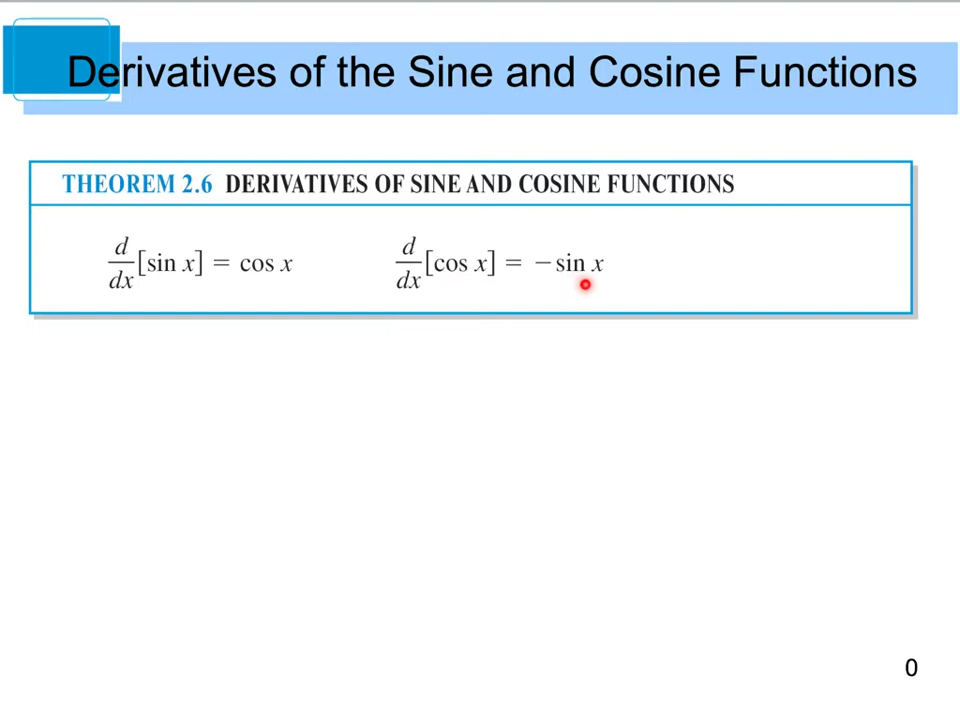 Derivatives of the Sine and Cosine Functions
THEOREM 2.6 DERIVATIVES OF SINE AND COSINE FUNCTIONS
d/dx [sin x] = cos x    d/dx [cos x] = −sin x
0